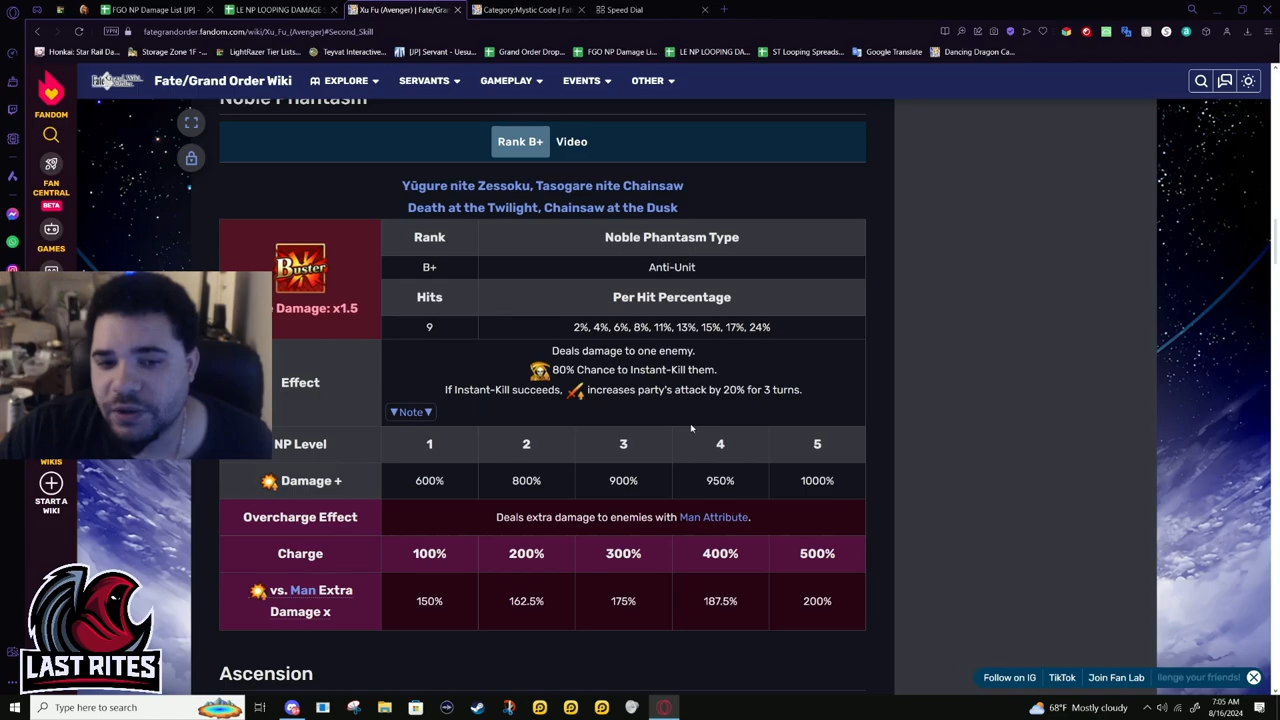 FGO NP Damage List [JP]
LE NP LOOPING DAMAGE
Xu Fu (Avenger) | Fate/Gran
Category:Mystic Code | Fat
Speed Dial
VPN
fategrandorder.fandom.com/wiki/Xu_Fu_(Avenger)#Second_Skill
Honkai: Star Rail Da...
Storage Zone 1F -...
LightRazer Tier Lists...
Teyvat Interactive...
[JP] Servant - Uesu...
Grand Order Drop...
FGO NP Damage Li...
LE NP LOOPING DA...
ST Looping Spreads...
Google Translate
Dancing Dragon Ca...
Fate/Grand Order Wiki
EXPLORE
SERVANTS
GAMEPLAY
EVENTS
OTHER
FANDOM
FAN CENTRAL
BETA
GAMES
WIKIS
START A WIKI
Noble Phantasm
Rank B+
Video
Yūgure nite Zessoku, Tasogare nite Chainsaw
Death at the Twilight, Chainsaw at the Dusk
Buster
Damage: x1.5
Rank
Noble Phantasm Type
B+
Anti-Unit
Hits
Per Hit Percentage
9
2%, 4%, 6%, 8%, 11%, 13%, 15%, 17%, 24%
Effect
Deals damage to one enemy.
80% Chance to Instant-Kill them.
If Instant-Kill succeeds, increases party's attack by 20% for 3 turns.
▼Note▼
NP Level
1
2
3
4
5
Damage +
600%
800%
900%
950%
1000%
Overcharge Effect
Deals extra damage to enemies with Man Attribute.
Charge
100%
200%
300%
400%
500%
vs. Man Extra
Damage x
150%
162.5%
175%
187.5%
200%
Ascension
LAST RITES
Follow on IG
TikTok
Join Fan Lab
llenge your friends!
Type here to search
68°F Mostly cloudy
7:05 AM
8/16/2024